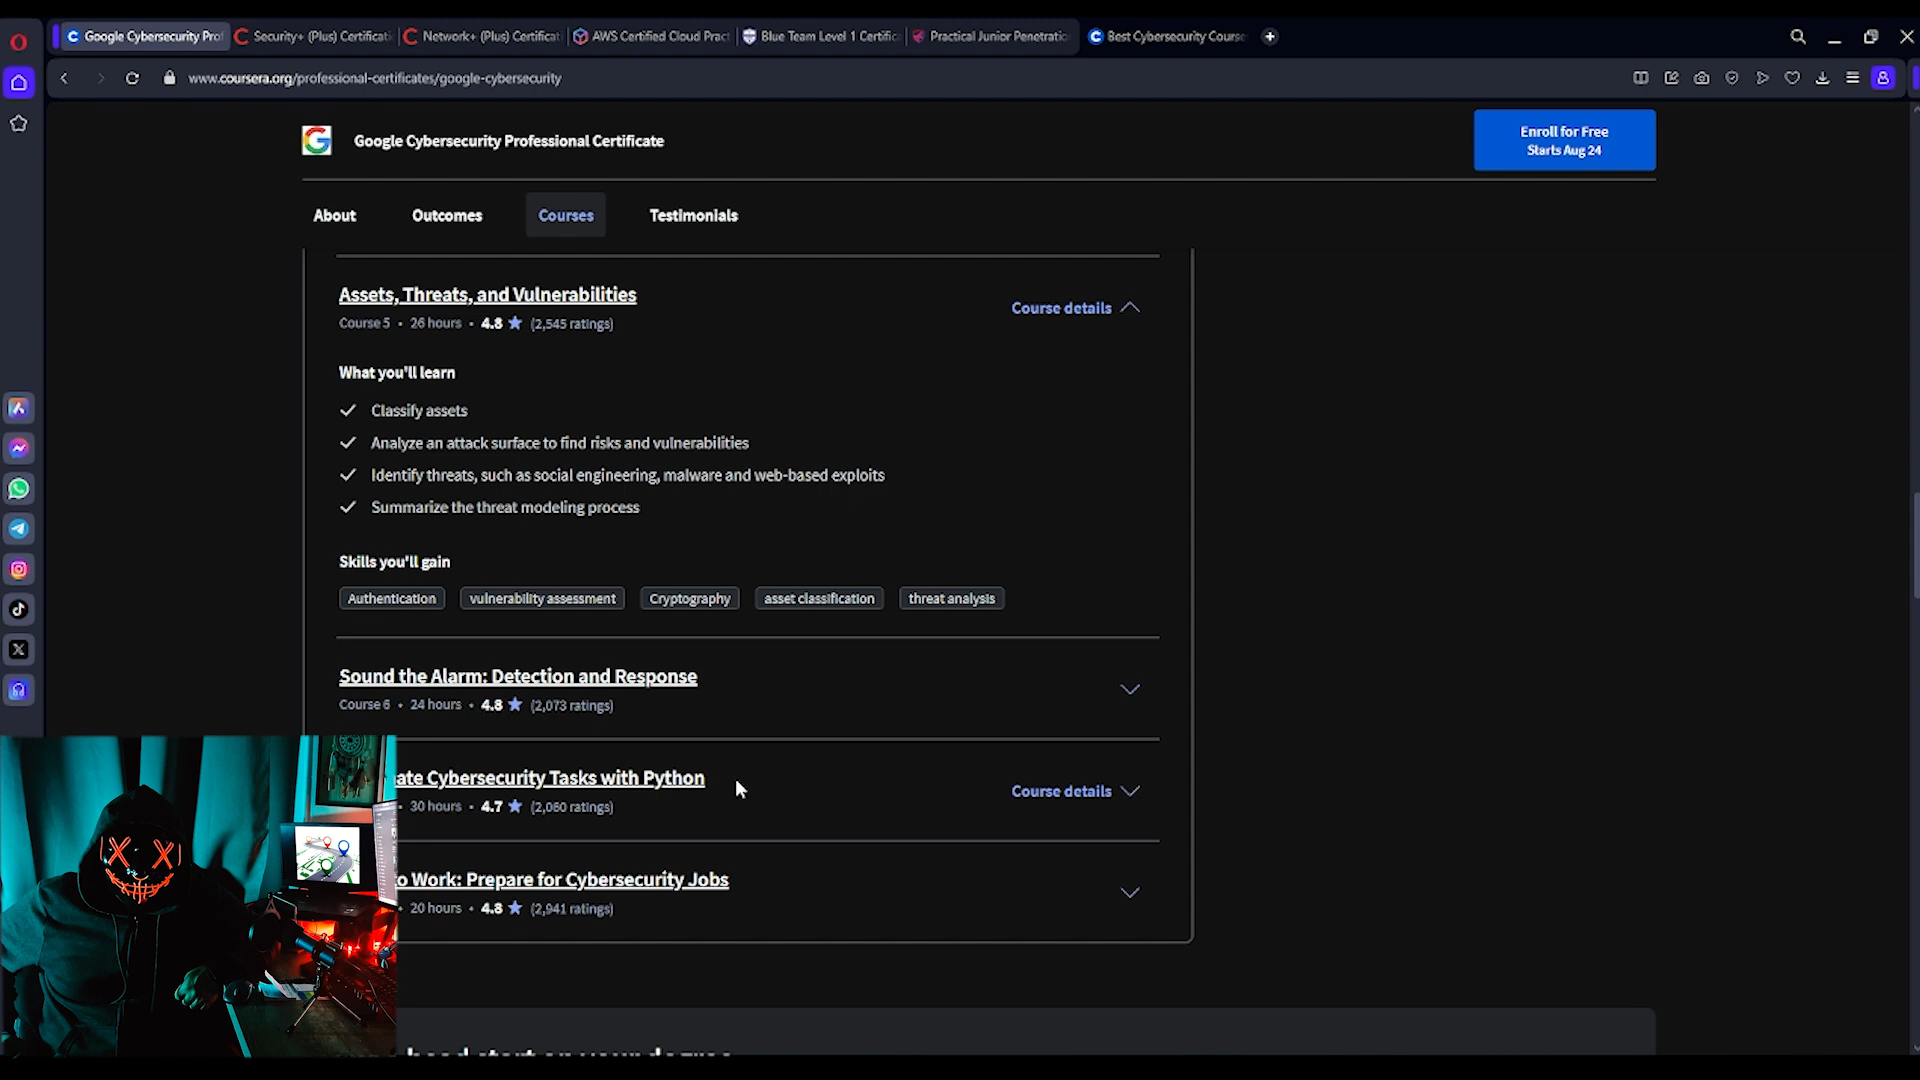 Google Cybersecurity Prof
Security+ (Plus) Certificati
Network+ (Plus) Certificat
AWS Certified Cloud Pract
Blue Team Level 1 Certific
Practical Junior Penetratio
Best Cybersecurity Course
www.coursera.org/professional-certificates/google-cybersecurity
Google Cybersecurity Professional Certificate
Enroll for Free
Starts Aug 24
About
Outcomes
Courses
Testimonials
Assets, Threats, and Vulnerabilities
Course 5 • 26 hours • 4.8 ★ (2,545 ratings)
Course details
What you'll learn
Classify assets
Analyze an attack surface to find risks and vulnerabilities
Identify threats, such as social engineering, malware and web-based exploits
Summarize the threat modeling process
Skills you'll gain
Authentication
vulnerability assessment
Cryptography
asset classification
threat analysis
Sound the Alarm: Detection and Response
Course 6 • 24 hours • 4.8 ★ (2,073 ratings)
ate Cybersecurity Tasks with Python
• 30 hours • 4.7 ★ (2,060 ratings)
Course details
to Work: Prepare for Cybersecurity Jobs
• 20 hours • 4.8 ★ (2,941 ratings)